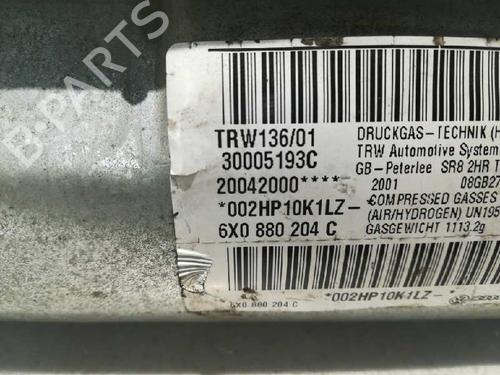 B-PARTS
TRW136/01
30005193C
20042000****
*002HP10K1LZ-
6X0 880 204 C
DRUCKGAS-TECHNIK (H
TRW Automotive System
GB-Peterlee SR8 2HR T
2001 08GB27
COMPRESSED GASSES
(AIR/HYDROGEN) UN195
GASGEWICHT 1113.2g
6X0 880 204 C
*002HP10K1LZ-